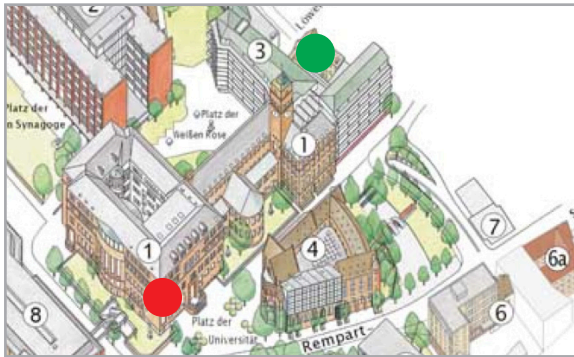 2
Löwe
3
Platz der
n Synagoge
Platz der
Weißen Rose
1
1
4
7
6a
8
Platz der
Universität
Rempart-
6